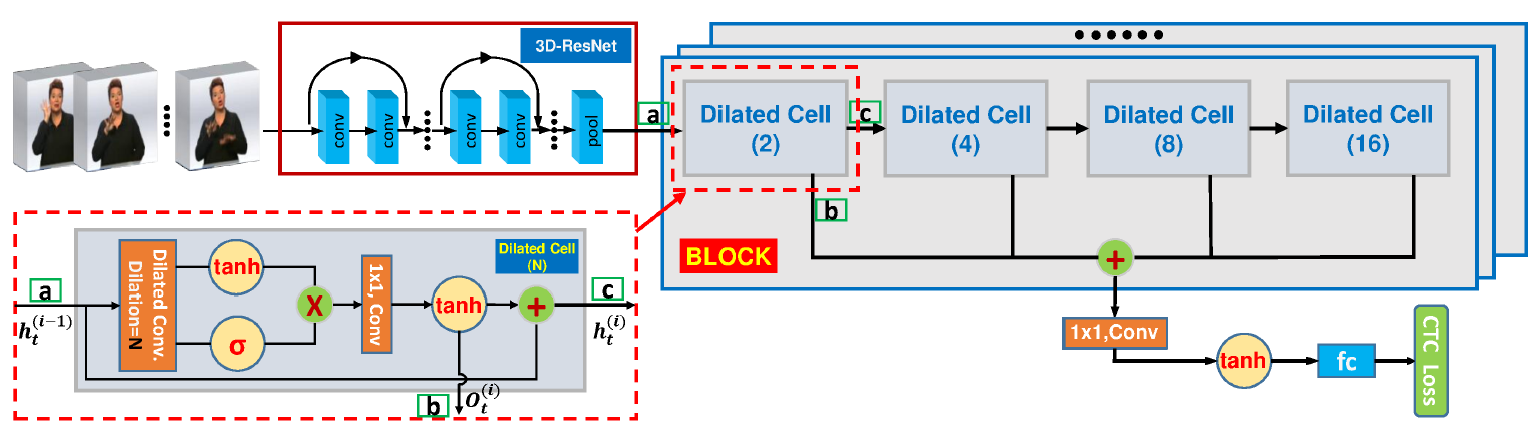 3D-ResNet
conv
conv
conv
conv
pool
a
Dilated Cell
(2)
c
Dilated Cell
(4)
Dilated Cell
(8)
Dilated Cell
(16)
b
BLOCK
+
1x1,Conv
tanh
fc
CTC Loss
Dilated Cell
(N)
a
h_t^{(i-1)}
Dilated Conv.
Dilation=N
tanh
σ
X
1x1, Conv
tanh
+
c
h_t^{(i)}
b
O_t^{(i)}